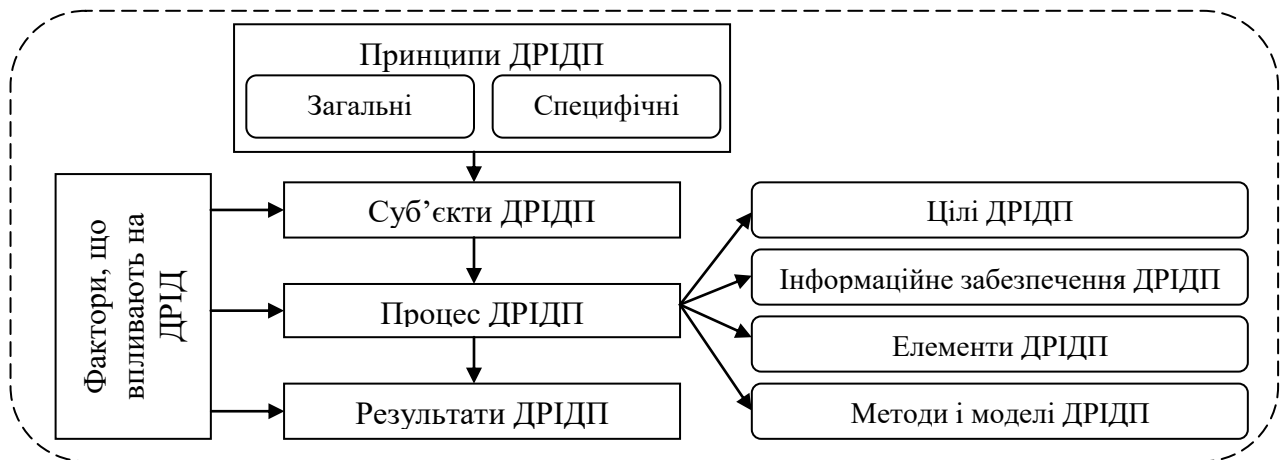 Принципи ДРІДП
Загальні
Специфічні
Фактори, що
впливають на
ДРІД
Суб’єкти ДРІДП
Процес ДРІДП
Результати ДРІДП
Цілі ДРІДП
Інформаційне забезпечення ДРІДП
Елементи ДРІДП
Методи і моделі ДРІДП